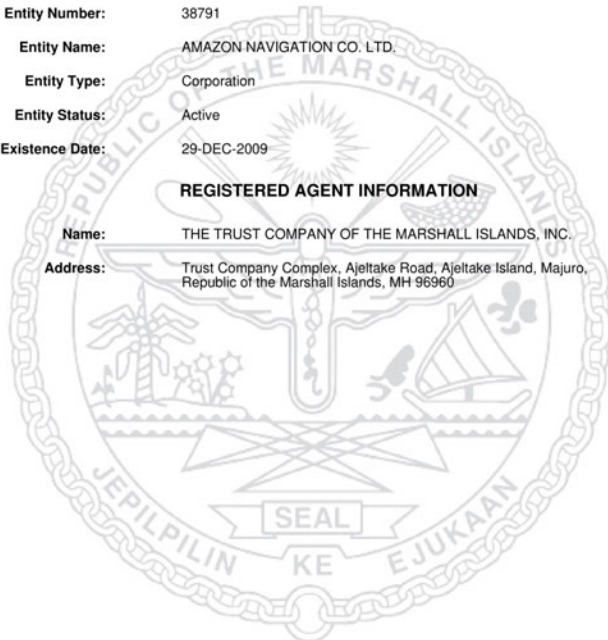 Entity Number: 38791
Entity Name: AMAZON NAVIGATION CO. LTD.
Entity Type: Corporation
Entity Status: Active
Existence Date: 29-DEC-2009
REGISTERED AGENT INFORMATION
Name: THE TRUST COMPANY OF THE MARSHALL ISLANDS, INC.
Address: Trust Company Complex, Ajeltake Road, Ajeltake Island, Majuro,
Republic of the Marshall Islands, MH 96960
REPUBLIC OF THE MARSHALL ISLANDS
SEAL
JEPILPILIN KE EJUKAAN